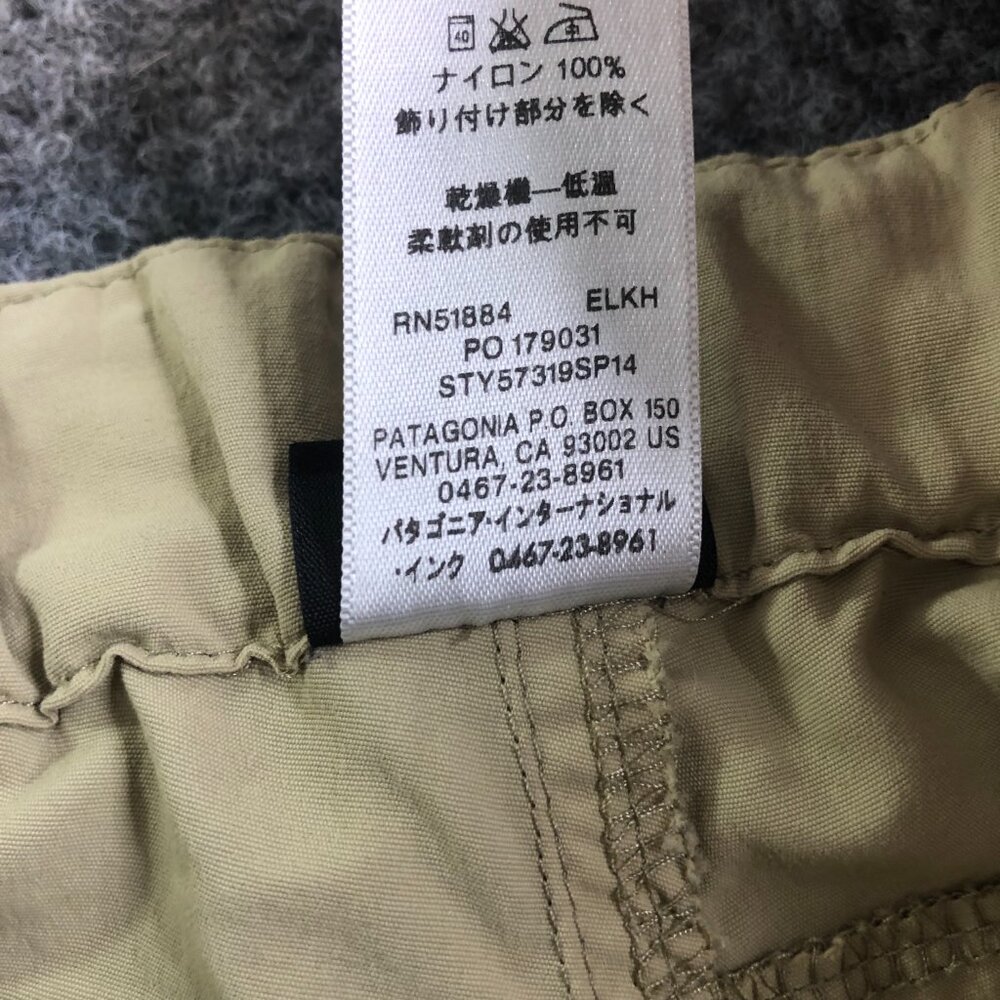 40 中
ナイロン 100%
飾り付け部分を除く
乾燥機—低温
柔軟剤の使用不可
RN51884 ELKH
PO 179031
STY57319SP14
PATAGONIA P.O. BOX 150
VENTURA, CA 93002 US
0467-23-8961
パタゴニア・インターナショナル
・インク 0467-23-8961